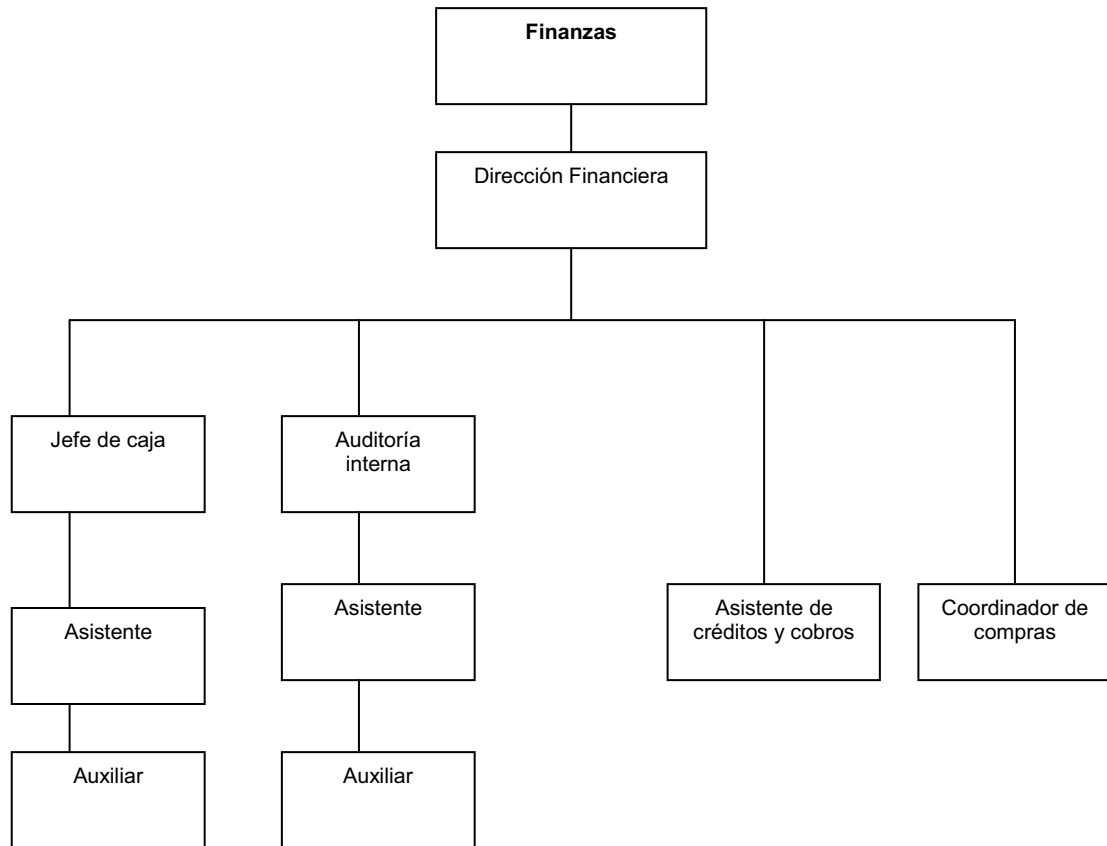 Finanzas
Dirección Financiera
Jefe de caja
Auditoría
interna
Asistente
Asistente
Asistente de
créditos y cobros
Coordinador de
compras
Auxiliar
Auxiliar